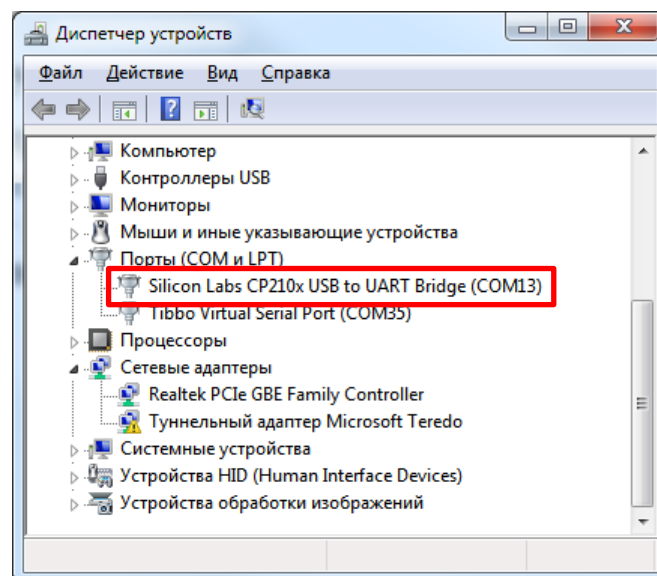 Диспетчер устройств
Файл Действие Вид Справка
Компьютер
Контроллеры USB
Мониторы
Мыши и иные указывающие устройства
Порты (COM и LPT)
Silicon Labs CP210x USB to UART Bridge (COM13)
Tibbo Virtual Serial Port (COM35)
Процессоры
Сетевые адаптеры
Realtek PCIe GBE Family Controller
Туннельный адаптер Microsoft Teredo
Системные устройства
Устройства HID (Human Interface Devices)
Устройства обработки изображений